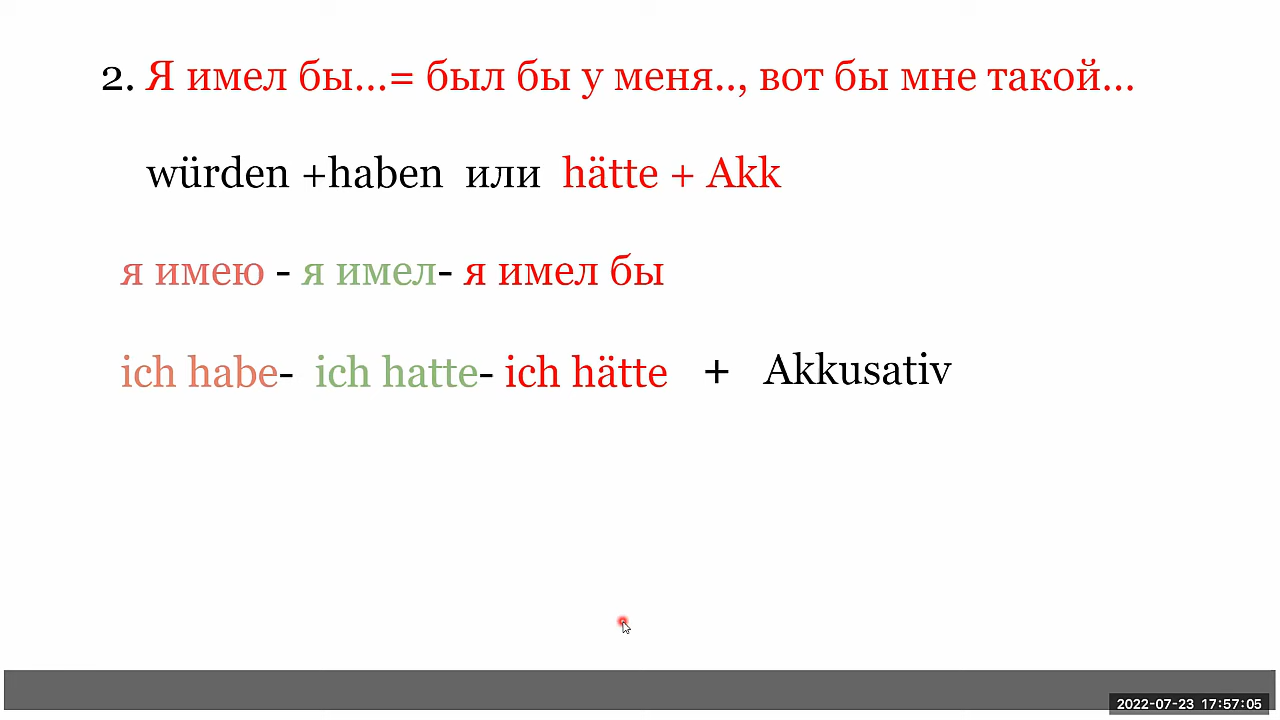 2. Я имел бы...= был бы у меня.., вот бы мне такой...
würden +haben или hätte + Akk
я имею - я имел- я имел бы
ich habe- ich hatte- ich hätte + Akkusativ
2022-07-23 17:57:05